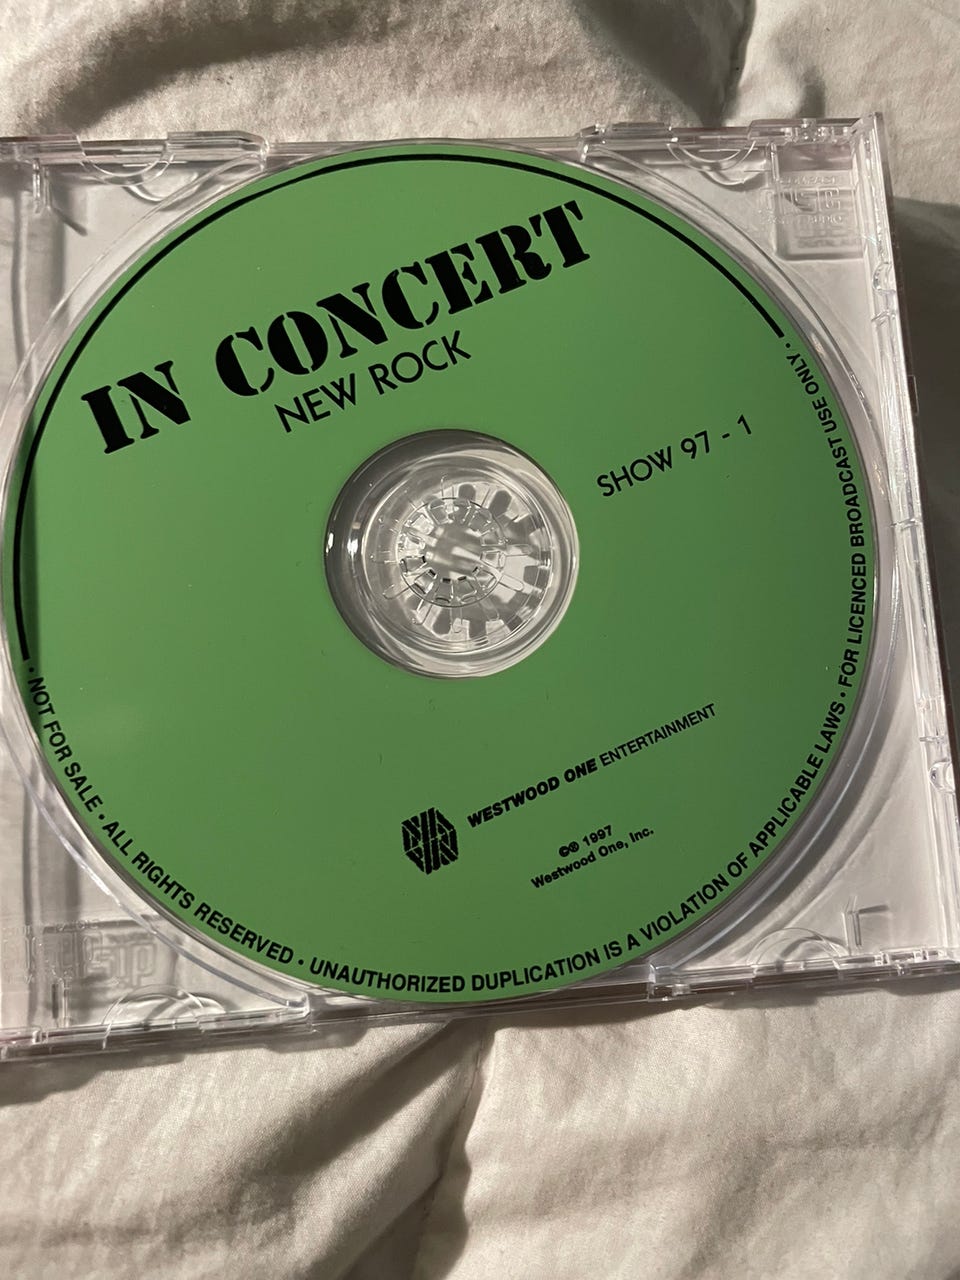 IN CONCERT
NEW ROCK
SHOW 97 - 1
WESTWOOD ONE ENTERTAINMENT
©℗ 1997
Westwood One, Inc.
• NOT FOR SALE • ALL RIGHTS RESERVED • UNAUTHORIZED DUPLICATION IS A VIOLATION OF APPLICABLE LAWS • FOR LICENCED BROADCAST USE ONLY •